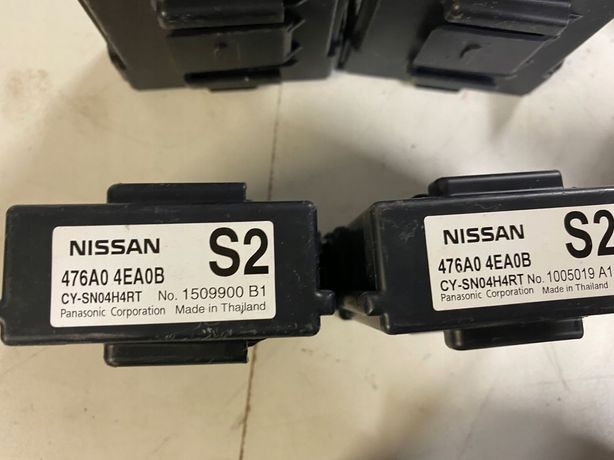 NISSAN S2
476A0 4EA0B
CY-SN04H4RT No. 1509900 B1
Panasonic Corporation Made in Thailand
NISSAN S2
476A0 4EA0B
CY-SN04H4RT No. 1005019 A1
Panasonic Corporation Made in Thailand